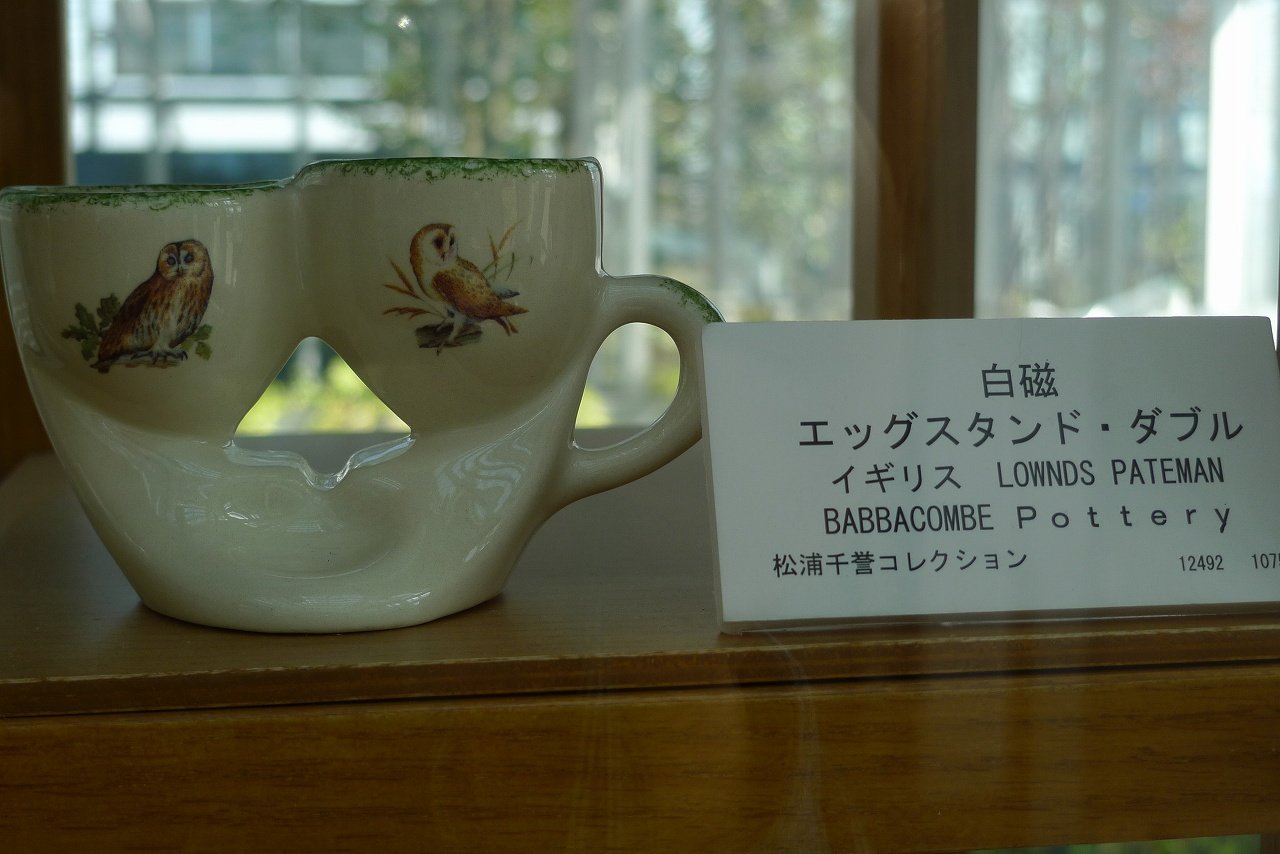 白磁
エッグスタンド・ダブル
イギリス　LOWNDS PATEMAN
BABBACOMBE Ｐｏｔｔｅｒｙ
松浦千誉コレクション 12492